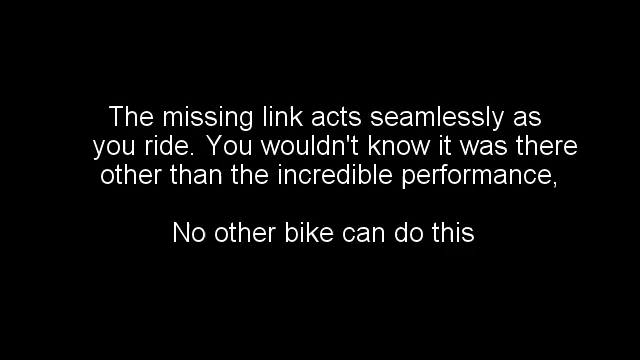 The missing link acts seamlessly as
you ride. You wouldn't know it was there
other than the incredible performance,
No other bike can do this